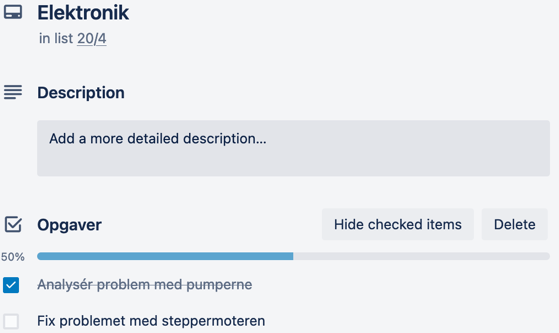 Elektronik
in list 20/4
Description
Add a more detailed description...
Opgaver
Hide checked items
Delete
50%
Analysér problem med pumperne
Fix problemet med steppermoteren